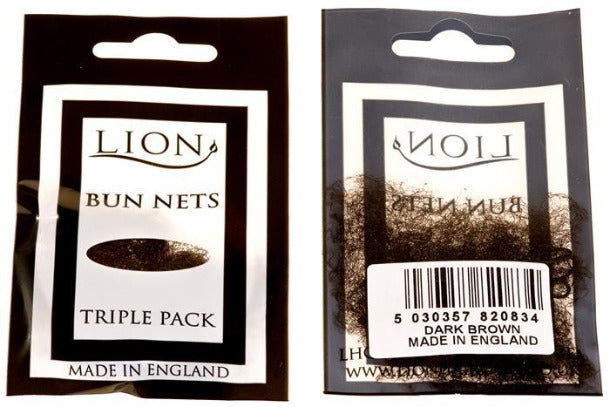 LION
BUN NETS
TRIPLE PACK
MADE IN ENGLAND
LION
BUN NETS
5 030357 820834
DARK BROWN
MADE IN ENGLAND